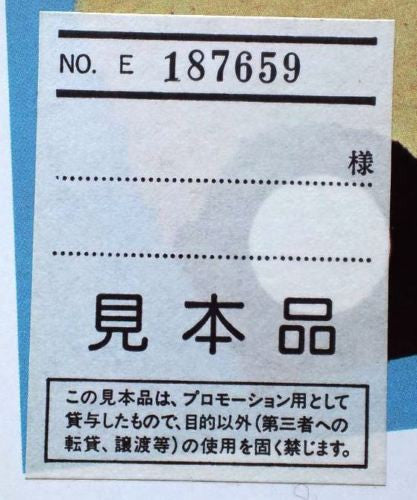 NO. E 187659
様
見本品
この見本品は、プロモーション用として
貸与したもので、目的以外(第三者への
転貸、譲渡等)の使用を固く禁じます。